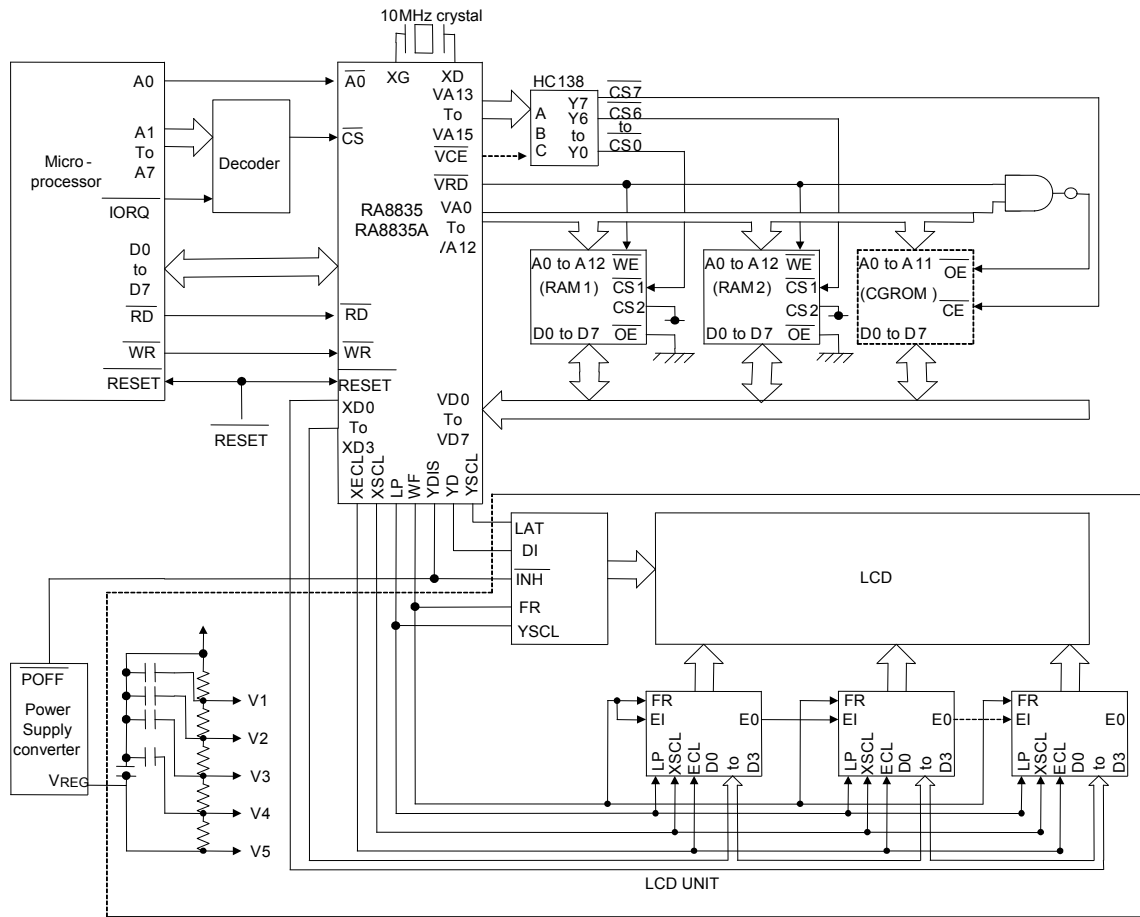 10MHz crystal
Micro-
processor
A0
A1
To
A7
IORQ
D0
to
D7
RD
WR
RESET
Decoder
RESET
XG
XD
A0
CS
RA8835
RA8835A
RD
WR
RESET
VA13
To
VA15
VCE
VRD
VA0
To
/A12
VD0
To
VD7
XD0
To
XD3
XECL
XSCL
LP
WF
YDIS
YD
YSCL
HC138
A
B
C
Y7
Y6
to
Y0
CS7
CS6
to
CS0
A0 to A12
(RAM1)
D0 to D7
WE
CS1
CS2
OE
A0 to A12
(RAM2)
D0 to D7
WE
CS1
CS2
OE
A0 to A11
(CGROM)
D0 to D7
OE
CE
LAT
DI
INH
FR
YSCL
LCD
POFF
Power
Supply
converter
VREG
V1
V2
V3
V4
V5
FR
EI
E0
LP
XSCL
ECL
D0
to
D3
FR
EI
E0
LP
XSCL
ECL
D0
to
D3
FR
EI
E0
LP
XSCL
ECL
D0
to
D3
LCD UNIT